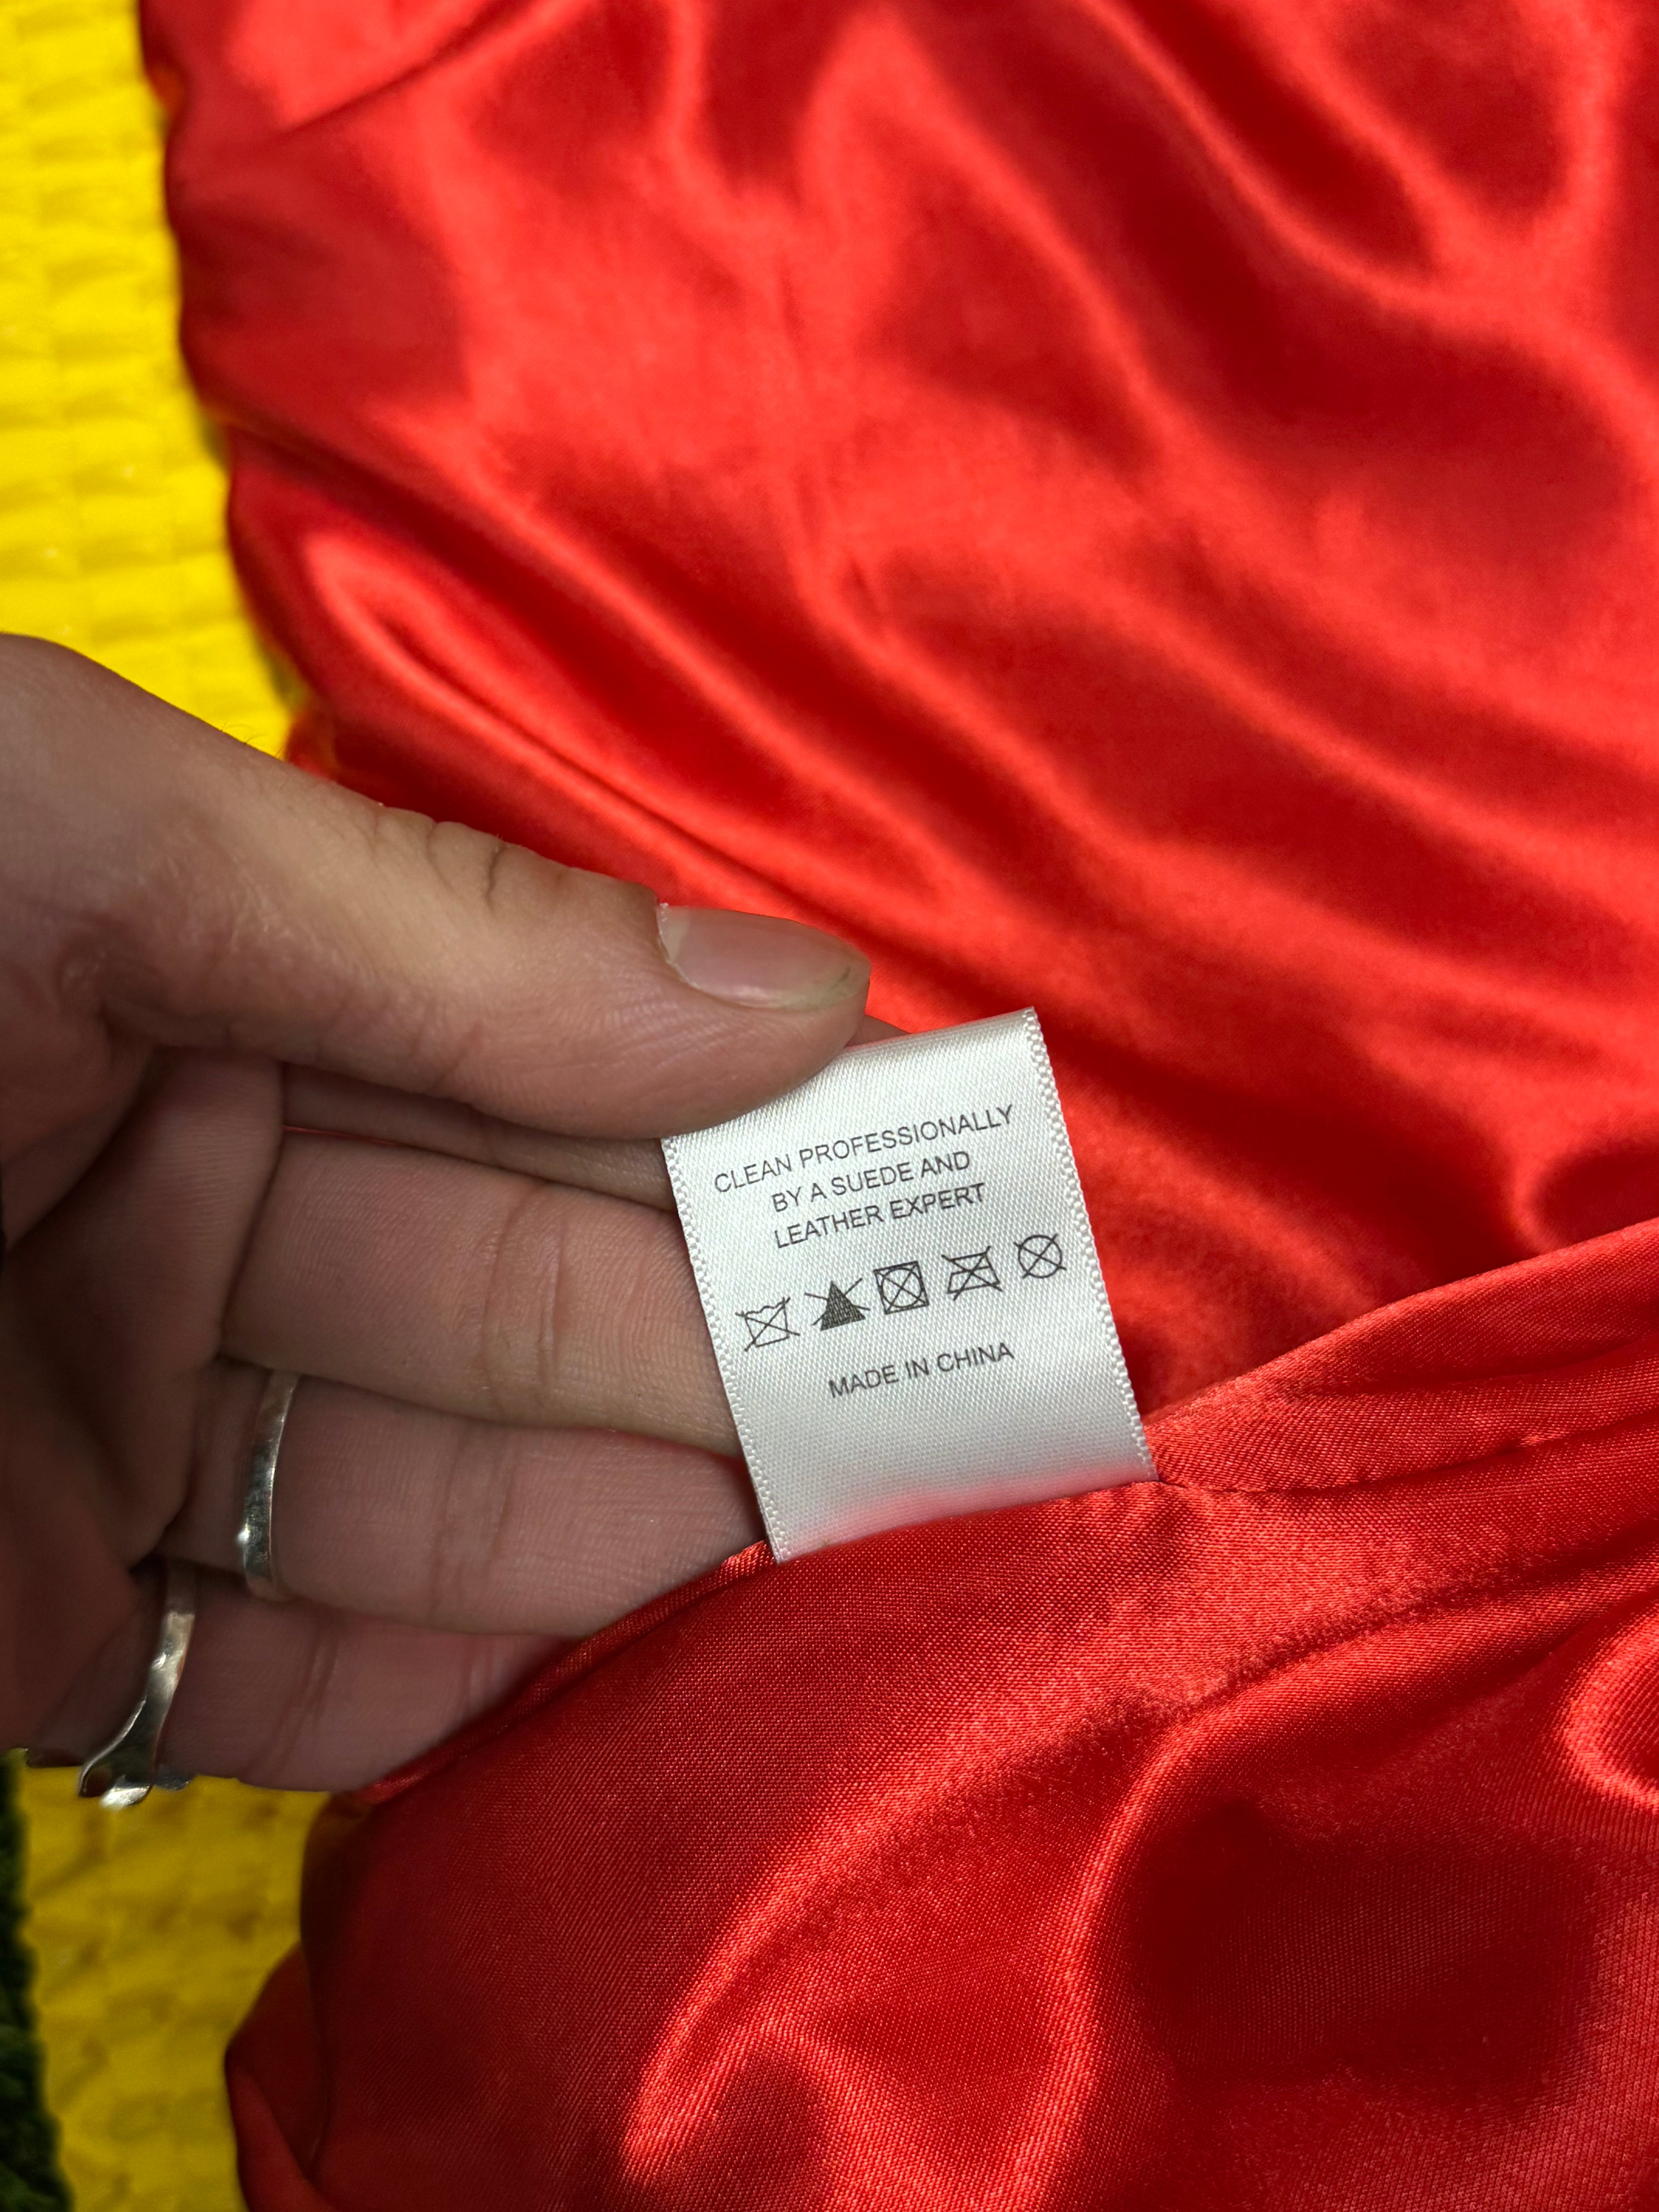 CLEAN PROFESSIONALLY
BY A SUEDE AND
LEATHER EXPERT
MADE IN CHINA